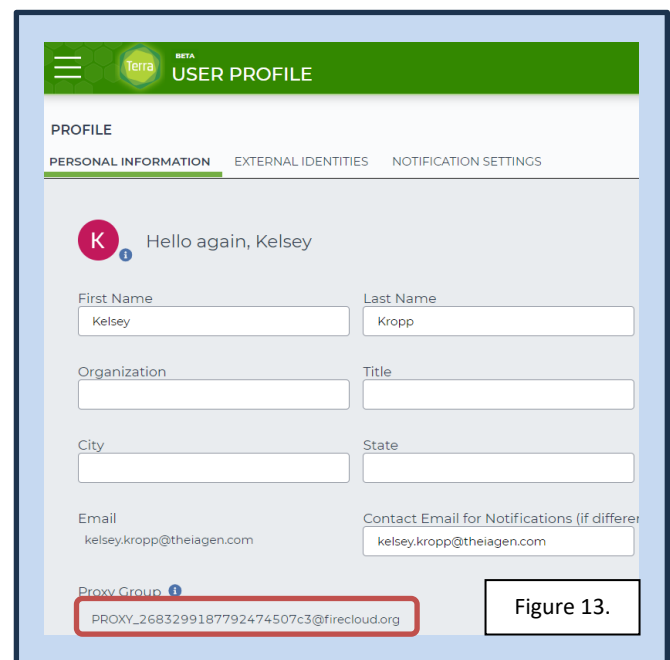 Terra
BETA
USER PROFILE
PROFILE
PERSONAL INFORMATION EXTERNAL IDENTITIES NOTIFICATION SETTINGS
K
Hello again, Kelsey
First Name Last Name
Kelsey Kropp
Organization Title
City State
Email Contact Email for Notifications (if differer
kelsey.kropp@theiagen.com kelsey.kropp@theiagen.com
Proxy Group
PROXY_2683299187792474507c3@firecloud.org
Figure 13.